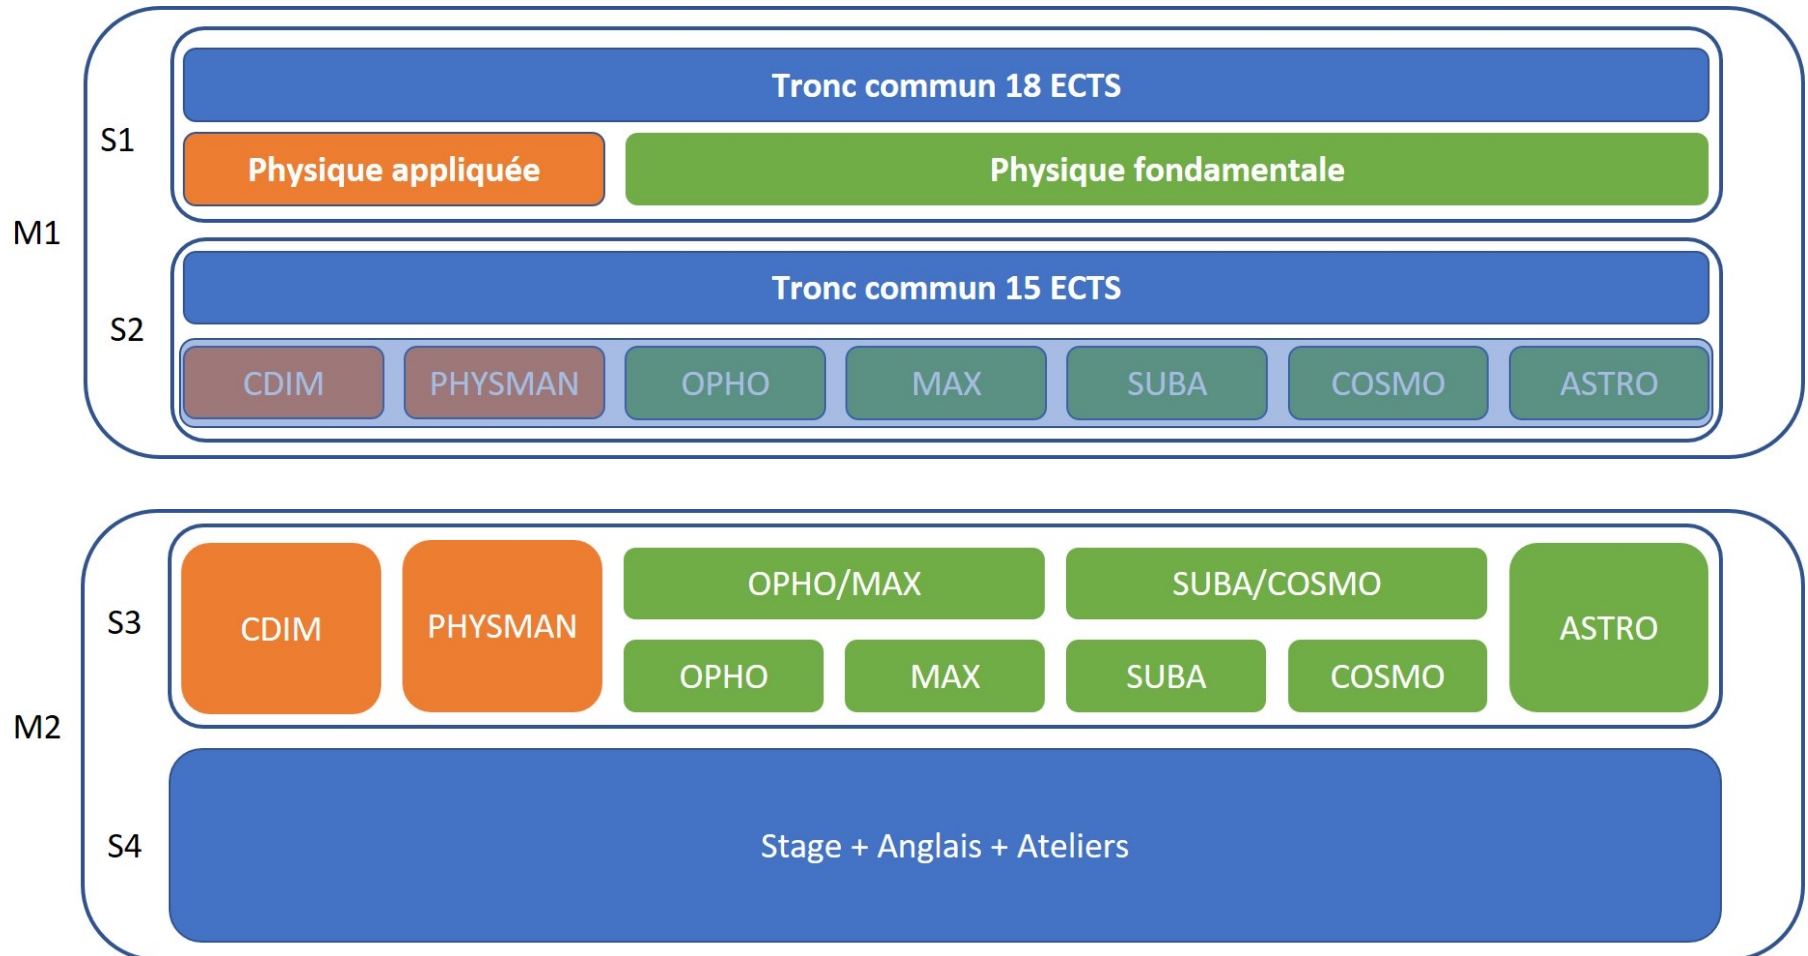 M1
S1
Tronc commun 18 ECTS
Physique appliquée
Physique fondamentale
S2
Tronc commun 15 ECTS
CDIM
PHYSMAN
OPHO
MAX
SUBA
COSMO
ASTRO
M2
S3
CDIM
PHYSMAN
OPHO/MAX
SUBA/COSMO
OPHO
MAX
SUBA
COSMO
ASTRO
S4
Stage + Anglais + Ateliers